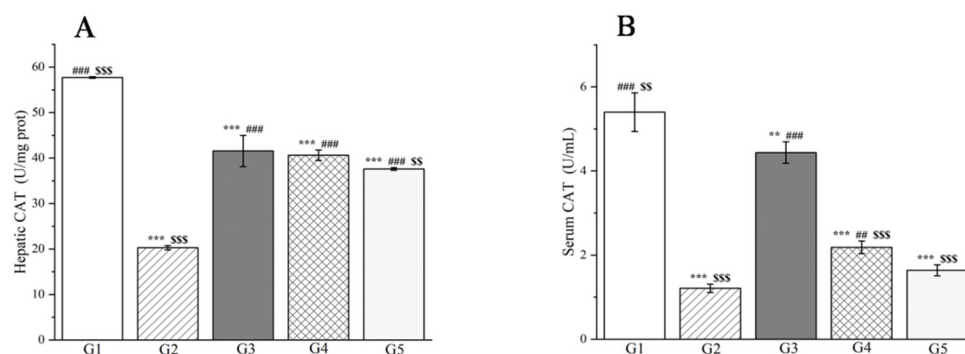 A
Hepatic CAT (U/mg prot)
60
50
40
30
20
10
0
### $$$
*** $$$
*** ###
*** ###
*** ### $$
G1 G2 G3 G4 G5
B
Serum CAT (U/mL)
6
4
2
0
### $$
*** $$$
** ###
*** ## $$$
*** $$$
G1 G2 G3 G4 G5